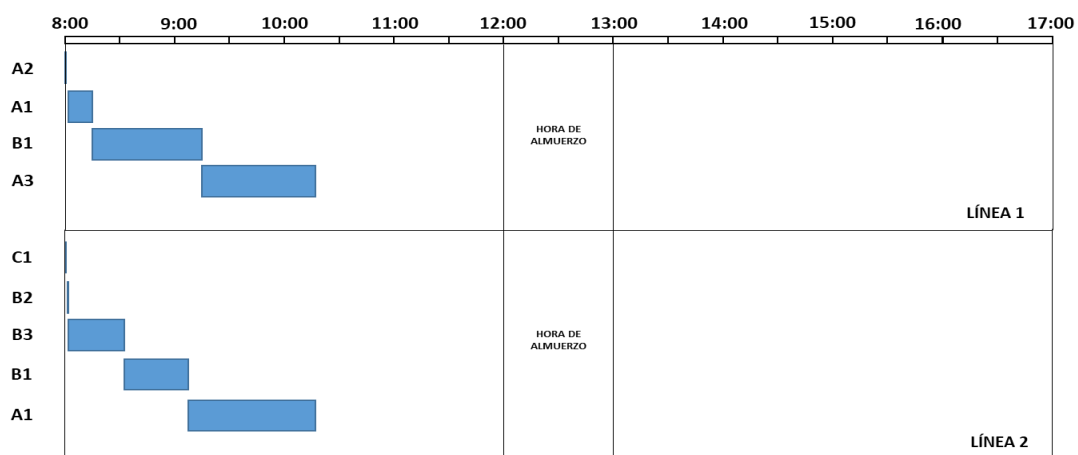 8:00 9:00 10:00 11:00 12:00 13:00 14:00 15:00 16:00 17:00
A2
A1
B1
A3
HORA DE
ALMUERZO
LÍNEA 1
C1
B2
B3
B1
A1
HORA DE
ALMUERZO
LÍNEA 2